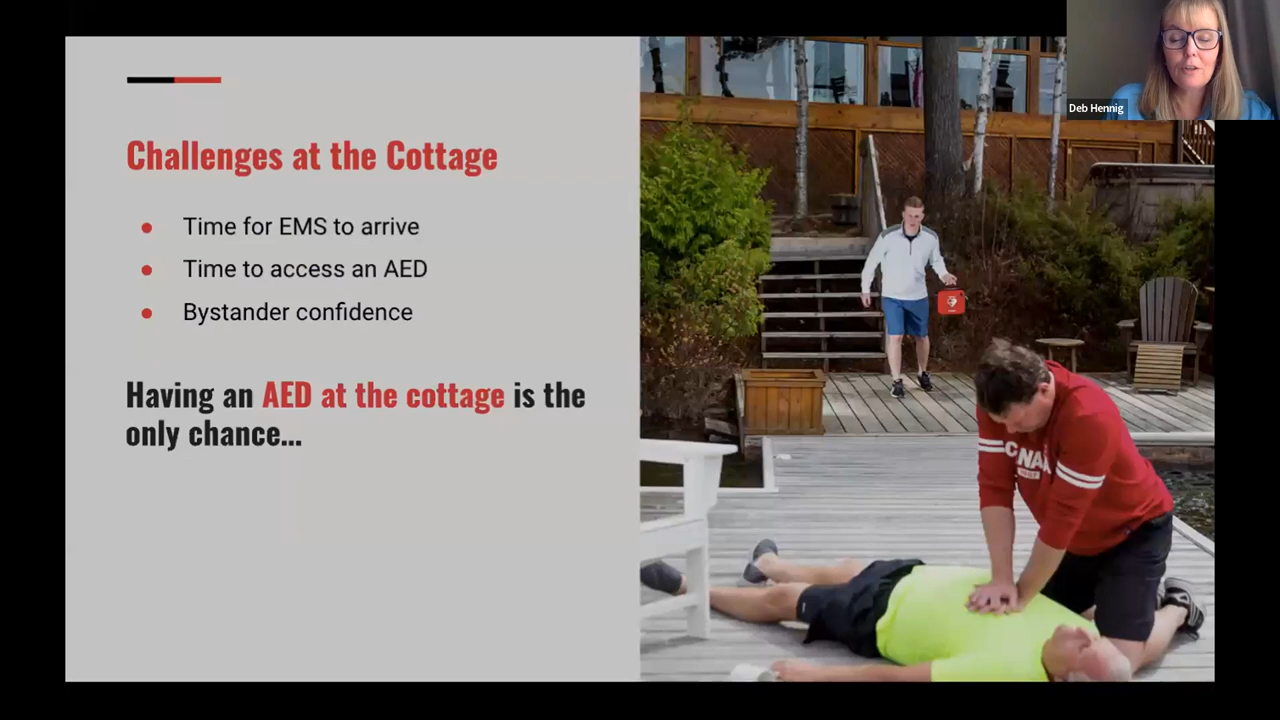 Deb Hennig
Challenges at the Cottage
Time for EMS to arrive
Time to access an AED
Bystander confidence
Having an AED at the cottage is the
only chance...